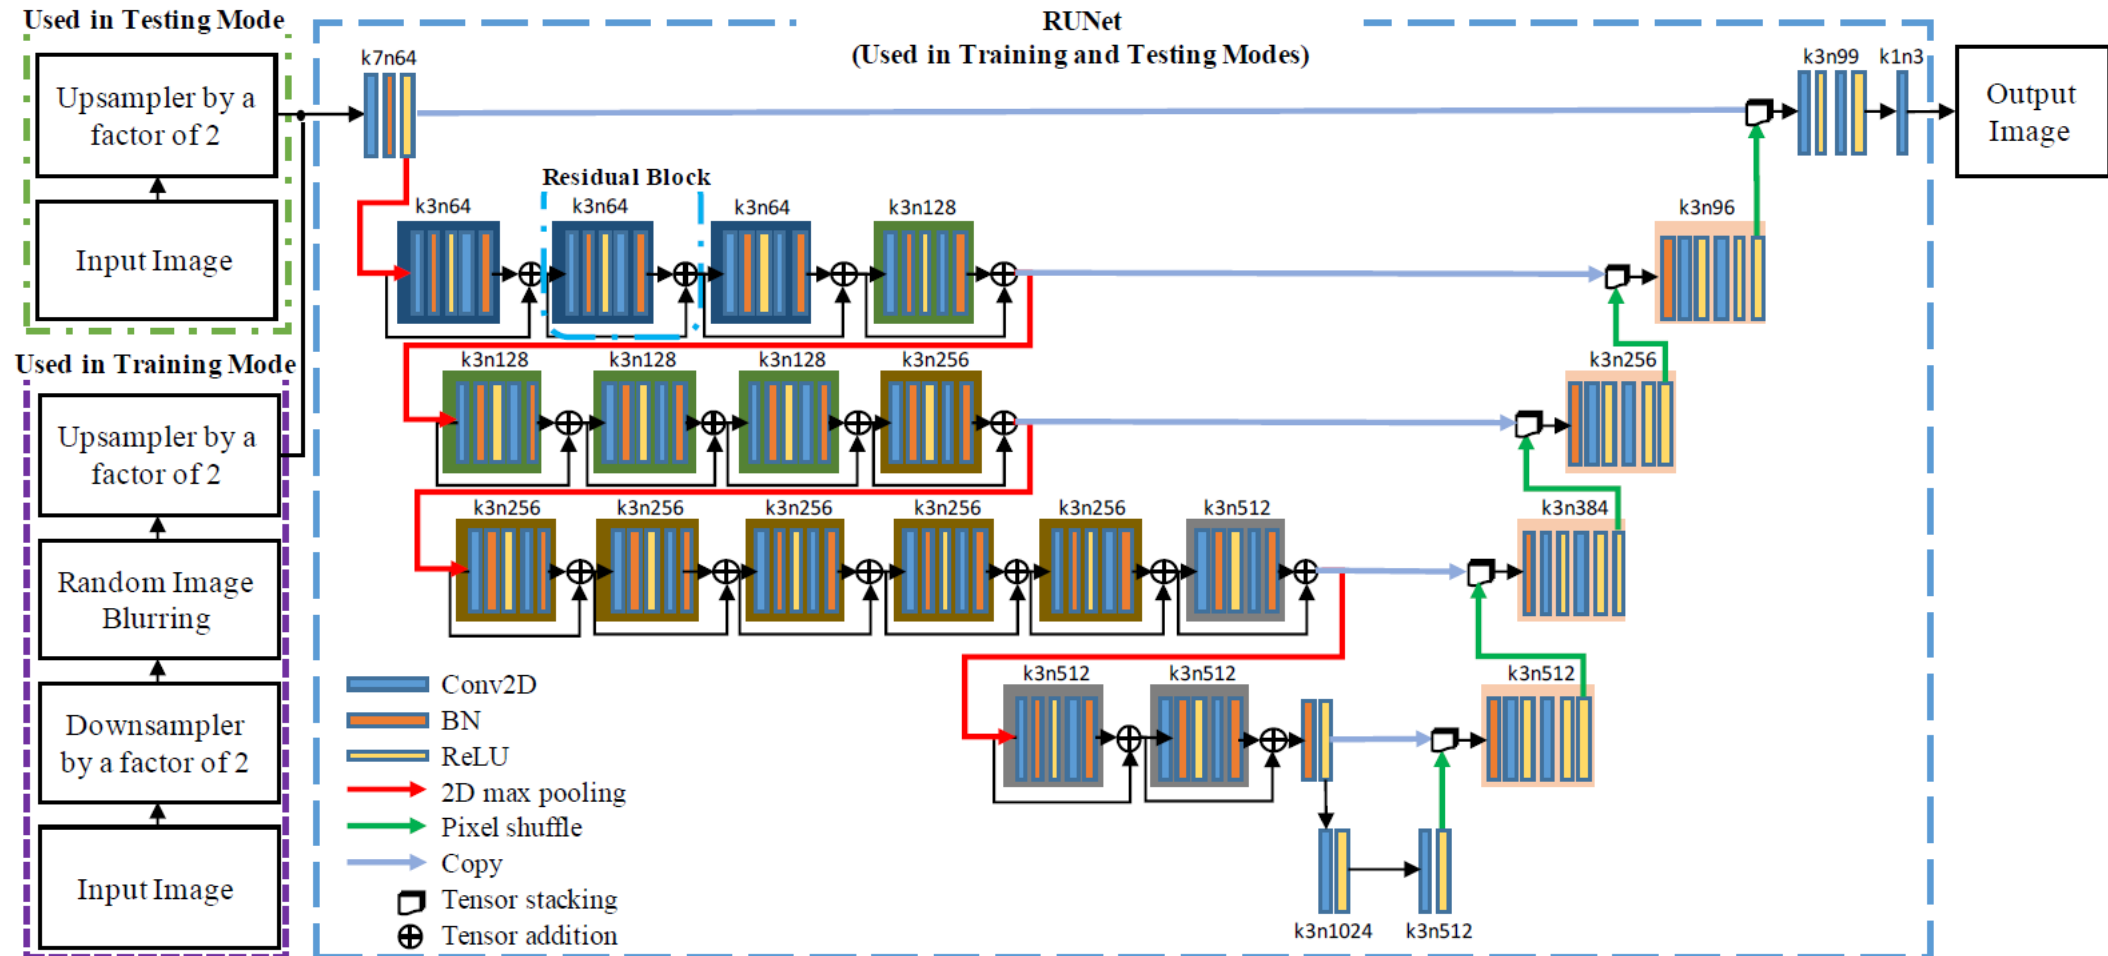 Used in Testing Mode
Upsampler by a
factor of 2
Input Image
Used in Training Mode
Upsampler by a
factor of 2
Random Image
Blurring
Downsampler
by a factor of 2
Input Image
RUNet
(Used in Training and Testing Modes)
k7n64
k3n99
k1n3
Output
Image
Residual Block
k3n64
k3n64
k3n64
k3n128
k3n96
k3n128
k3n128
k3n128
k3n256
k3n256
k3n256
k3n256
k3n256
k3n256
k3n256
k3n512
k3n384
k3n512
k3n512
k3n512
k3n1024
k3n512
Conv2D
BN
ReLU
2D max pooling
Pixel shuffle
Copy
Tensor stacking
Tensor addition